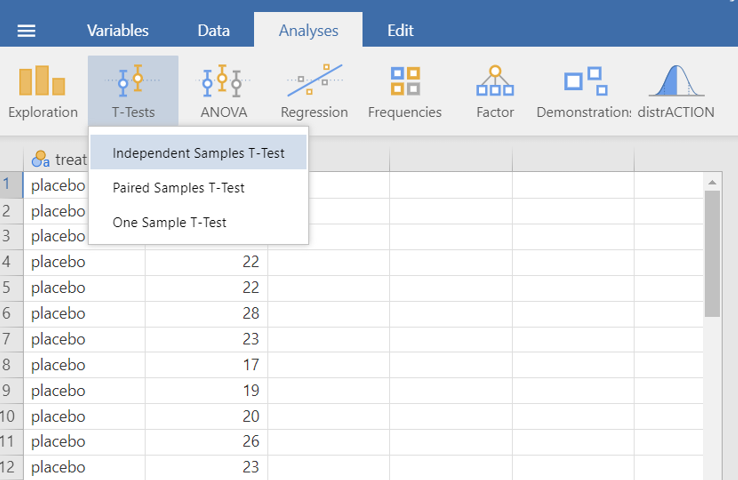 Variables Data Analyses Edit
Exploration T-Tests ANOVA Regression Frequencies Factor Demonstrations distrACTION
Independent Samples T-Test
Paired Samples T-Test
One Sample T-Test
a treat
1 placebo
2 placebo
3 placebo
4 placebo 22
5 placebo 22
6 placebo 28
7 placebo 23
8 placebo 17
9 placebo 19
10 placebo 20
11 placebo 26
12 placebo 23